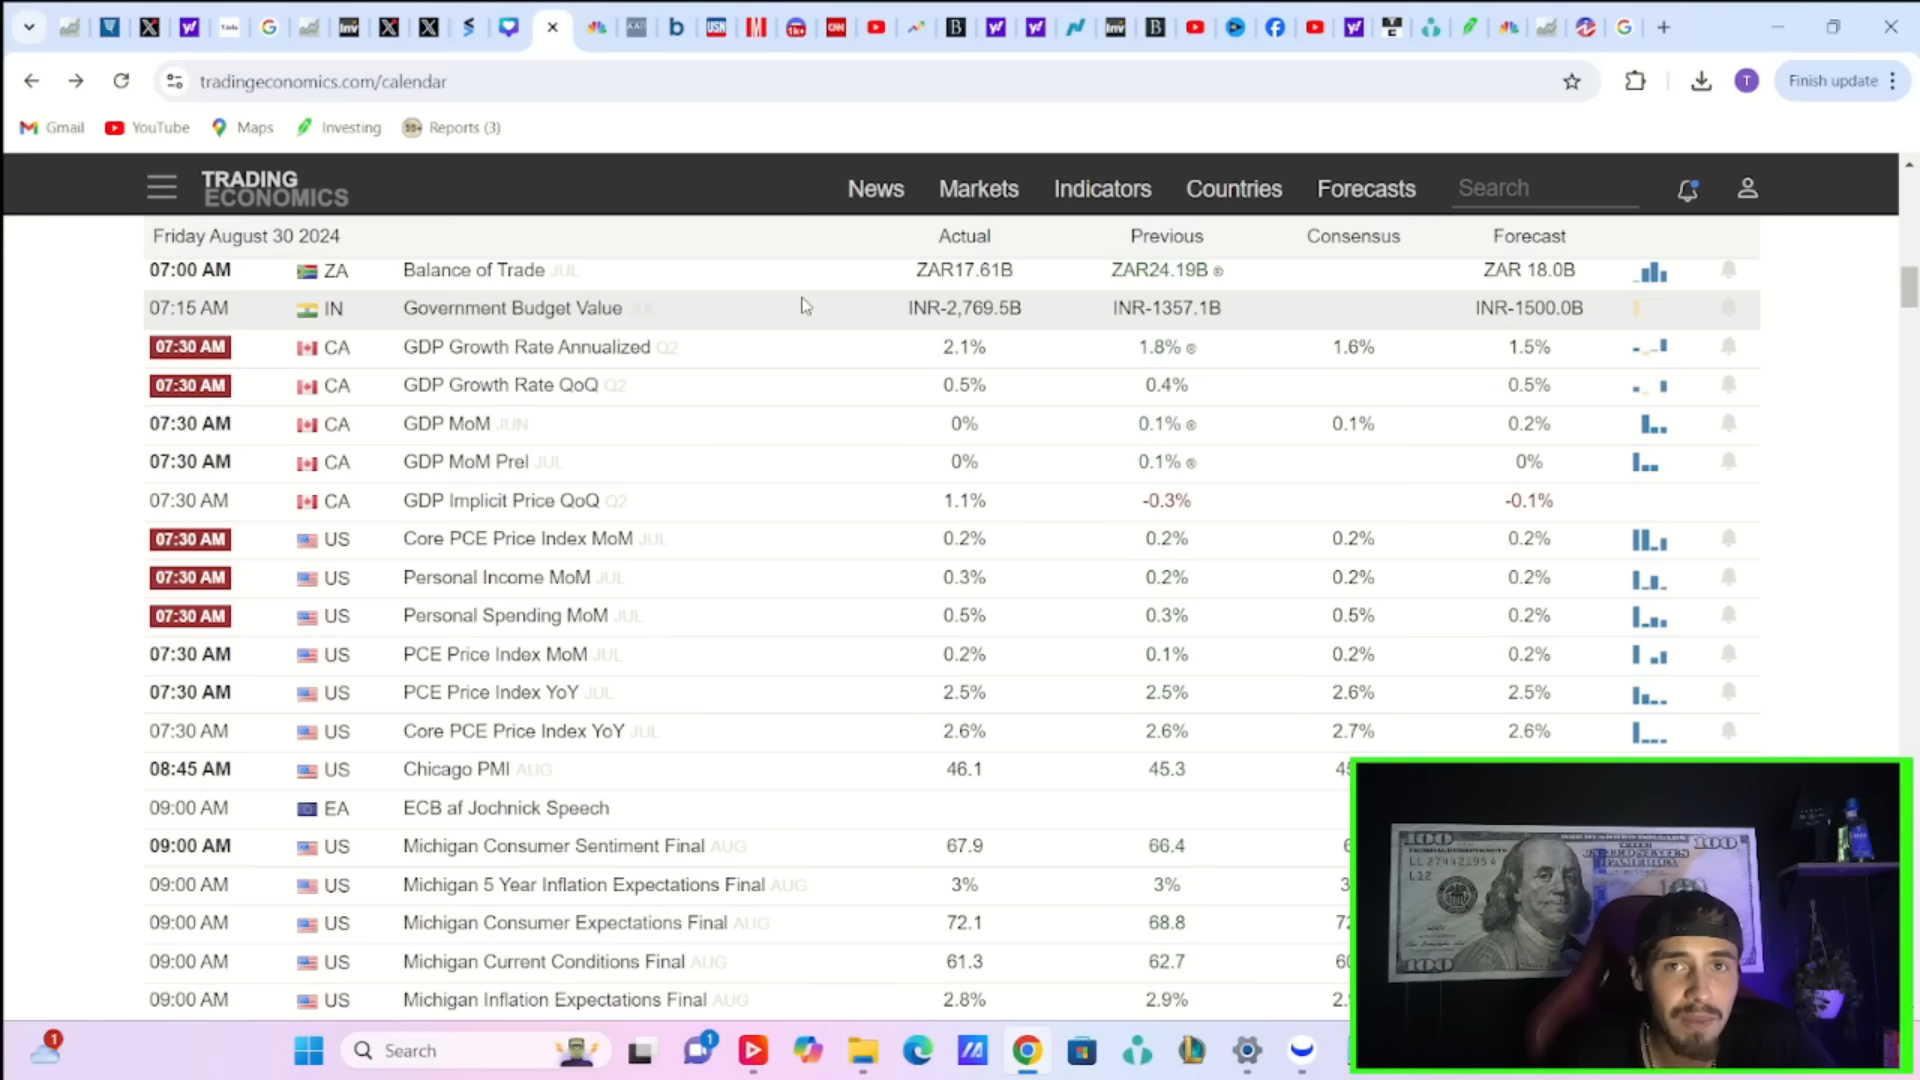 tradingeconomics.com/calendar
Finish update
Gmail YouTube Maps Investing Reports (3)
TRADING
ECONOMICS
News Markets Indicators Countries Forecasts Search
Friday August 30 2024 Actual Previous Consensus Forecast
07:00 AM ZA Balance of Trade JUL ZAR17.61B ZAR24.19B ® ZAR 18.0B
07:15 AM IN Government Budget Value JUL INR-2,769.5B INR-1357.1B INR-1500.0B
07:30 AM CA GDP Growth Rate Annualized Q2 2.1% 1.8% ® 1.6% 1.5%
07:30 AM CA GDP Growth Rate QoQ Q2 0.5% 0.4% 0.5%
07:30 AM CA GDP MoM JUN 0% 0.1% ® 0.1% 0.2%
07:30 AM CA GDP MoM Prel JUL 0% 0.1% ® 0%
07:30 AM CA GDP Implicit Price QoQ Q2 1.1% -0.3% -0.1%
07:30 AM US Core PCE Price Index MoM JUL 0.2% 0.2% 0.2% 0.2%
07:30 AM US Personal Income MoM JUL 0.3% 0.2% 0.2% 0.2%
07:30 AM US Personal Spending MoM JUL 0.5% 0.3% 0.5% 0.2%
07:30 AM US PCE Price Index MoM JUL 0.2% 0.1% 0.2% 0.2%
07:30 AM US PCE Price Index YoY JUL 2.5% 2.5% 2.6% 2.5%
07:30 AM US Core PCE Price Index YoY JUL 2.6% 2.6% 2.7% 2.6%
08:45 AM US Chicago PMI AUG 46.1 45.3
09:00 AM EA ECB af Jochnick Speech
09:00 AM US Michigan Consumer Sentiment Final AUG 67.9 66.4
09:00 AM US Michigan 5 Year Inflation Expectations Final AUG 3% 3%
09:00 AM US Michigan Consumer Expectations Final AUG 72.1 68.8
09:00 AM US Michigan Current Conditions Final AUG 61.3 62.7
09:00 AM US Michigan Inflation Expectations Final AUG 2.8% 2.9%
Search